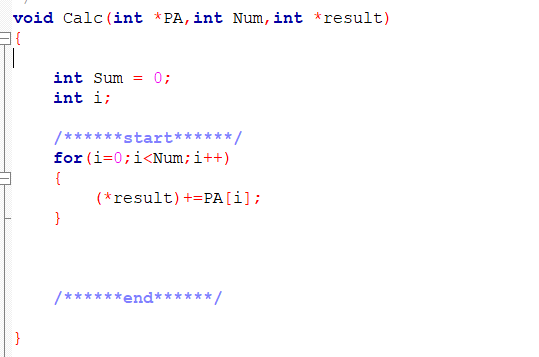 void Calc(int *PA,int Num,int *result)
{
int Sum = 0;
int i;
/******start******/
for(i=0;i<Num;i++)
{
(*result)+=PA[i];
}
/******end******/
}